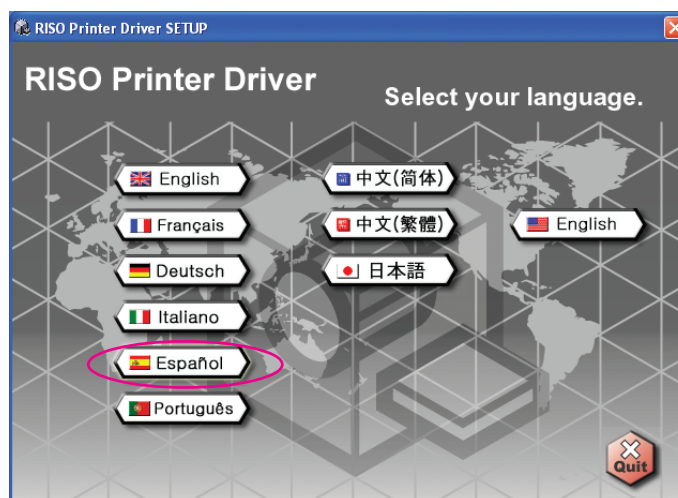 RISO Printer Driver SETUP
RISO Printer Driver
Select your language.
English
中文(简体)
Français
中文(繁體)
English
Deutsch
日本語
Italiano
Español
Português
Quit